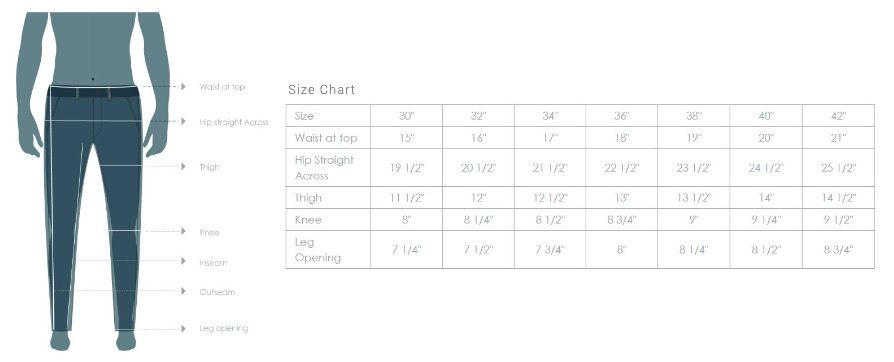 Waist at top
Hip straight Across
Thigh
Knee
Inseam
Outseam
Leg opening
Size Chart
Size 30" 32" 34" 36" 38" 40" 42"
Waist at top 15" 16" 17" 18" 19" 20" 21"
Hip Straight
Across 19 1/2" 20 1/2" 21 1/2" 22 1/2" 23 1/2" 24 1/2" 25 1/2"
Thigh 11 1/2" 12" 12 1/2" 13" 13 1/2" 14" 14 1/2"
Knee 8" 8 1/4" 8 1/2" 8 3/4" 9" 9 1/4" 9 1/2"
Leg
Opening 7 1/4" 7 1/2" 7 3/4" 8" 8 1/4" 8 1/2" 8 3/4"